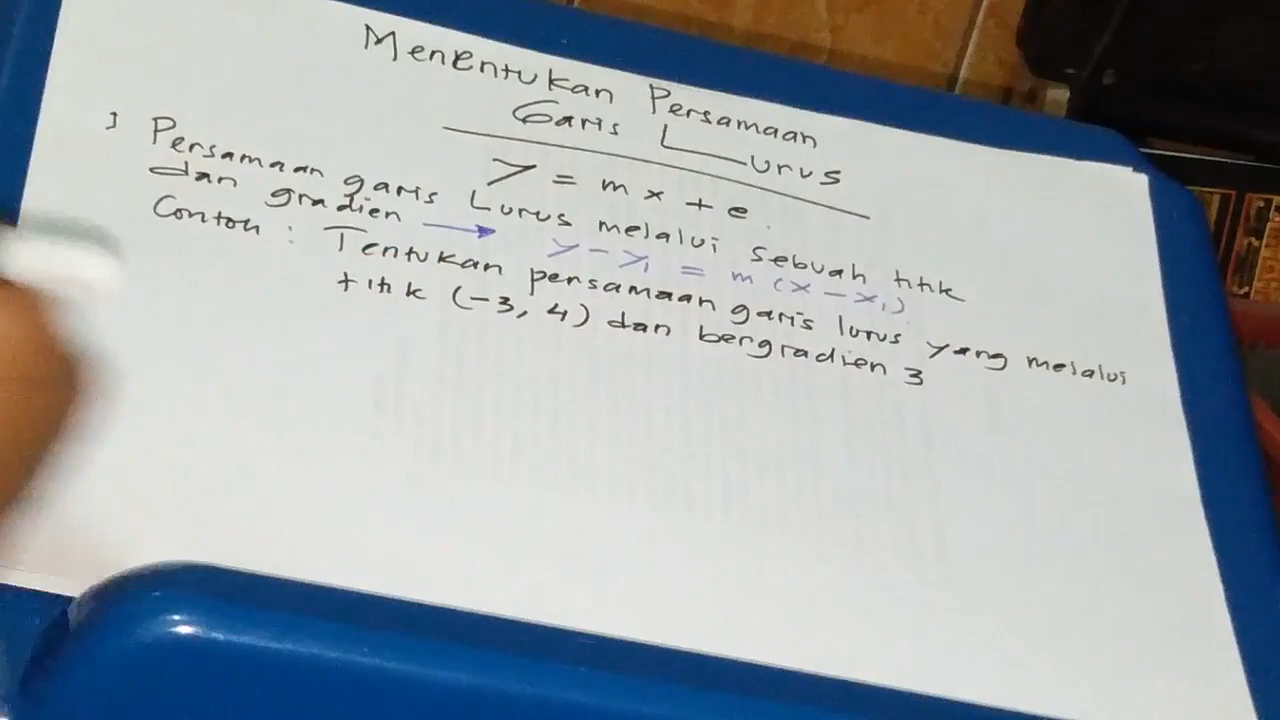 Menentukan Persamaan
Garis Lurus
y = mx + e
1 Persamaan garis Lurus melalui sebuah titik
dan gradien → y - y₁ = m (x - x₁)
Contoh : Tentukan persamaan garis lurus yang melalui
titik (-3, 4) dan bergradien 3